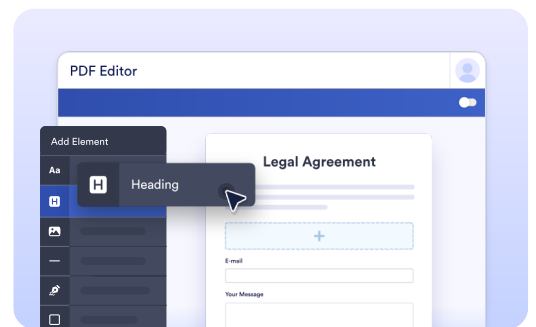 PDF Editor
Add Element
Aa
H
Heading
H
Legal Agreement
+
E-mail
Your Message